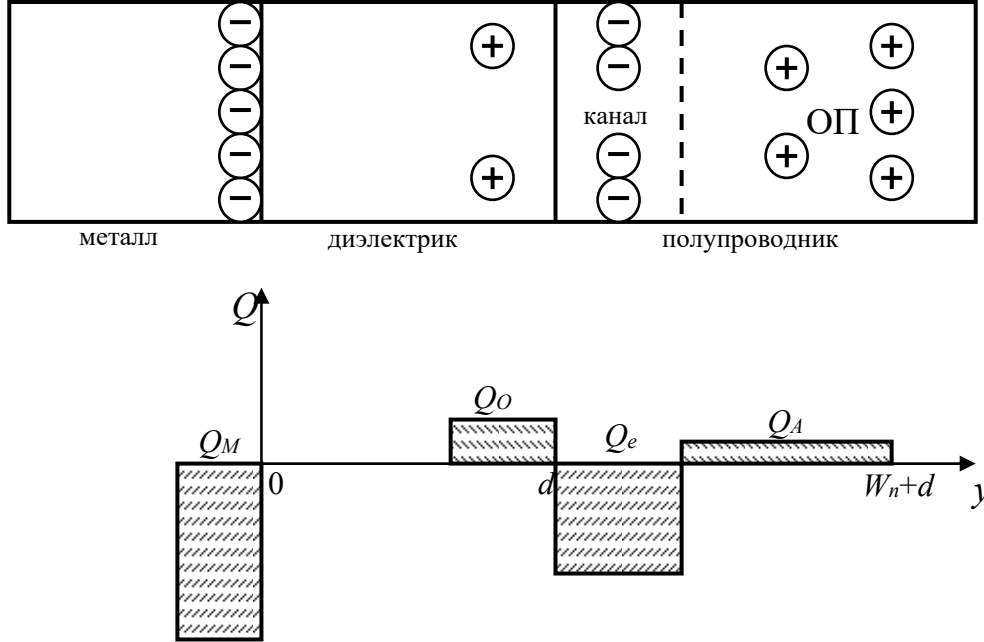 − − + − +
− − +
− канал ОП +
− − +
− + − +
металл диэлектрик полупроводник
Q
QO
QM Qe QA
0 d Wn+d y